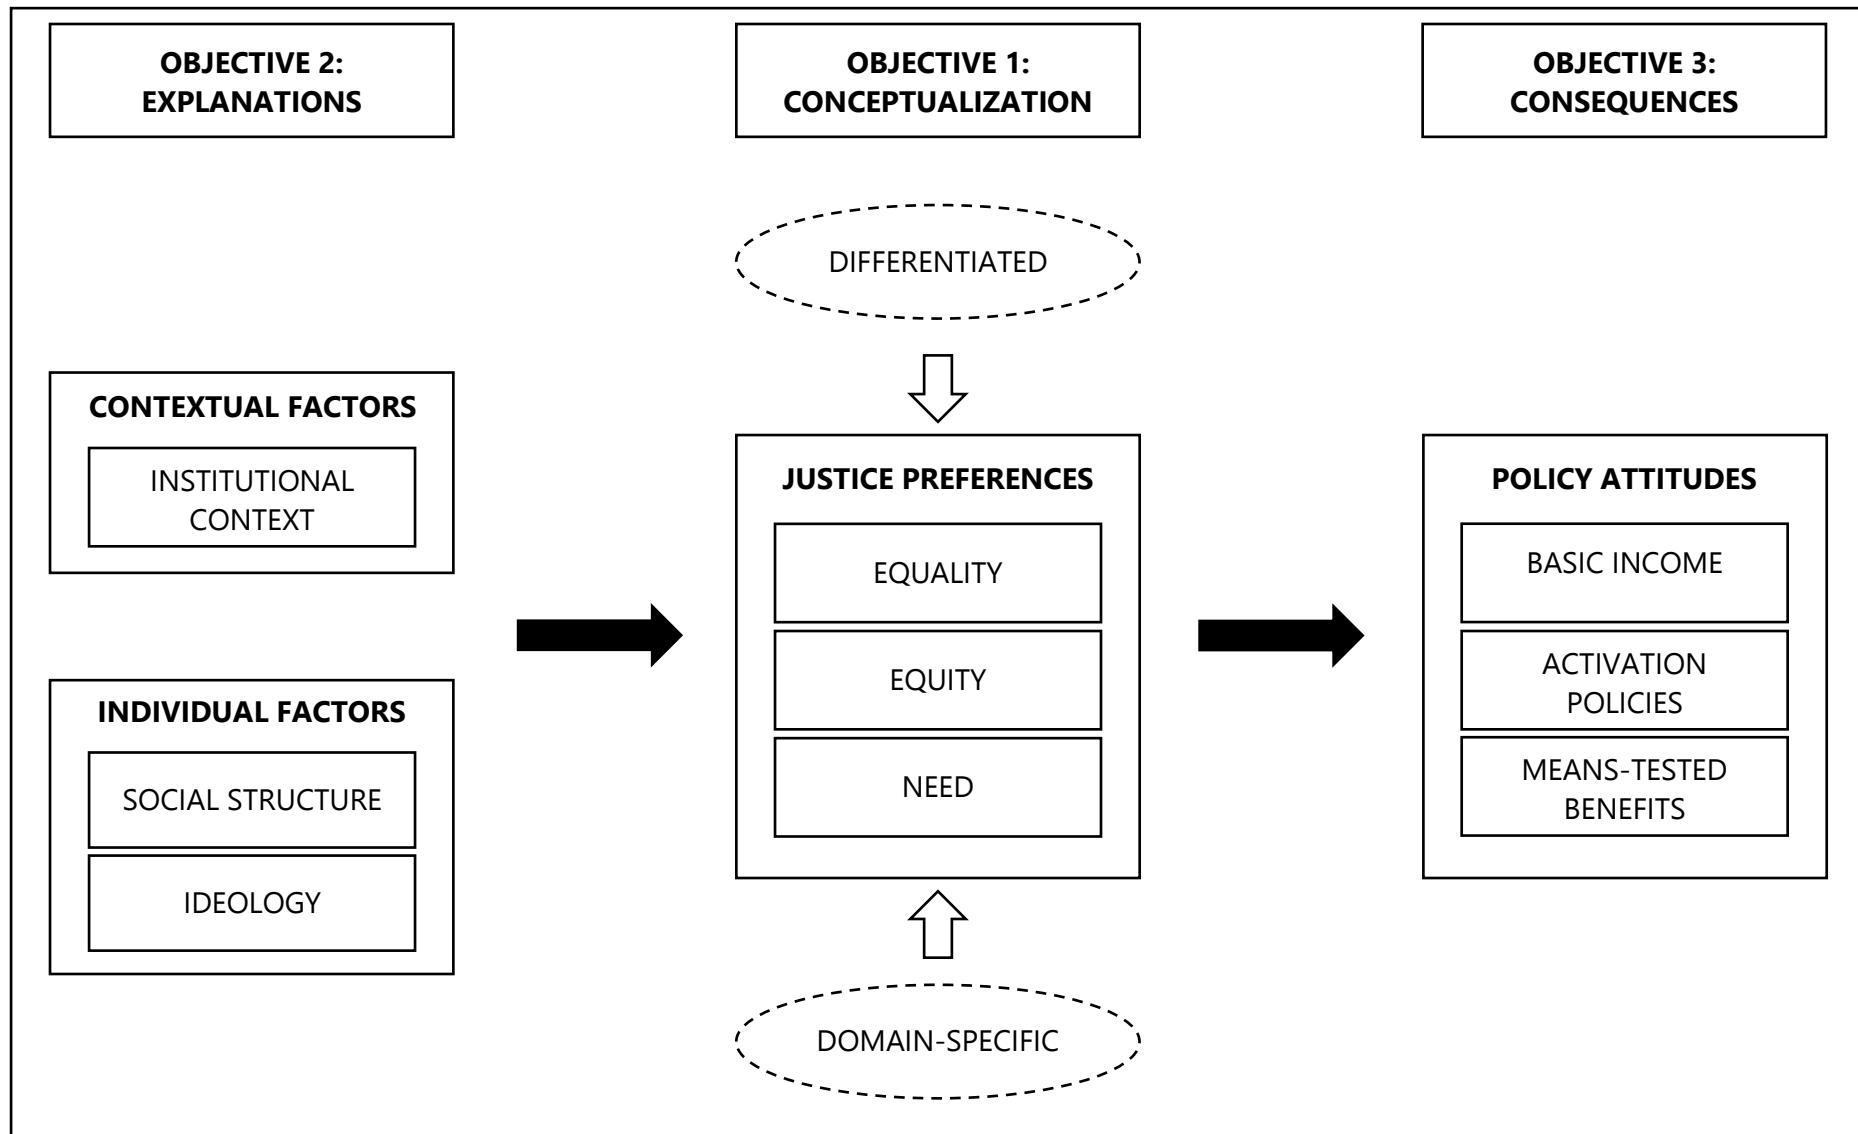 OBJECTIVE 2:
EXPLANATIONS
OBJECTIVE 1:
CONCEPTUALIZATION
OBJECTIVE 3:
CONSEQUENCES
DIFFERENTIATED
CONTEXTUAL FACTORS
INSTITUTIONAL
CONTEXT
INDIVIDUAL FACTORS
SOCIAL STRUCTURE
IDEOLOGY
JUSTICE PREFERENCES
EQUALITY
EQUITY
NEED
DOMAIN-SPECIFIC
POLICY ATTITUDES
BASIC INCOME
ACTIVATION
POLICIES
MEANS-TESTED
BENEFITS